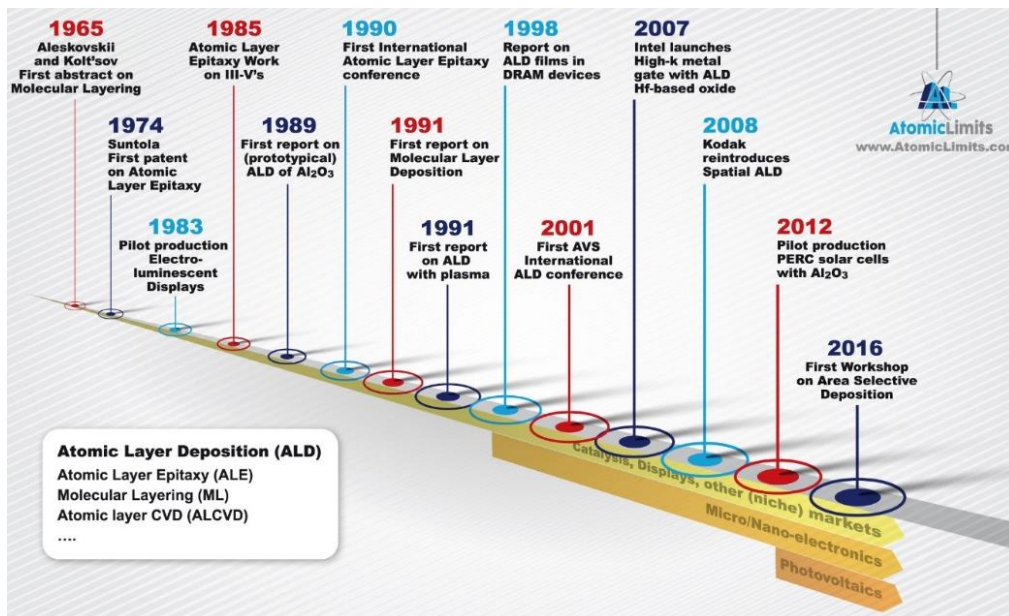 1965
Aleskovskii
and Kolt'sov
First abstract on
Molecular Layering
1974
Suntola
First patent
on Atomic
Layer Epitaxy
1983
Pilot production
Electro-
luminescent
Displays
1985
Atomic Layer
Epitaxy Work
on III-V's
1989
First report on
(prototypical)
ALD of Al₂O₃
1990
First International
Atomic Layer Epitaxy
conference
1991
First report on
Molecular Layer
Deposition
1991
First report
on ALD
with plasma
1998
Report on
ALD films in
DRAM devices
2001
First AVS
International
ALD conference
2007
Intel launches
High-k metal
gate with ALD
Hf-based oxide
2008
Kodak
reintroduces
Spatial ALD
2012
Pilot production
PERC solar cells
with Al₂O₃
2016
First Workshop
on Area Selective
Deposition
AtomicLimits
www.AtomicLimits.com
Catalysis, Displays, other (niche) markets
Micro/Nano-electronics
Photovoltaics
Atomic Layer Deposition (ALD)
Atomic Layer Epitaxy (ALE)
Molecular Layering (ML)
Atomic layer CVD (ALCVD)
....